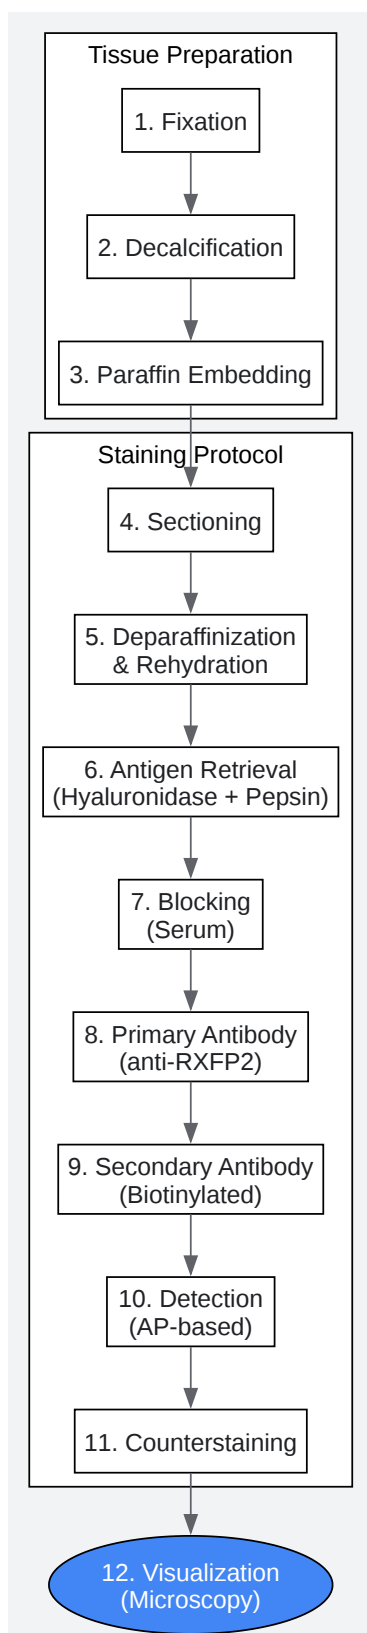 Tissue Preparation
1. Fixation
2. Decalcification
3. Paraffin Embedding
Staining Protocol
4. Sectioning
5. Deparaffinization
& Rehydration
6. Antigen Retrieval
(Hyaluronidase + Pepsin)
7. Blocking
(Serum)
8. Primary Antibody
(anti-RXFP2)
9. Secondary Antibody
(Biotinylated)
10. Detection
(AP-based)
11. Counterstaining
12. Visualization
(Microscopy)